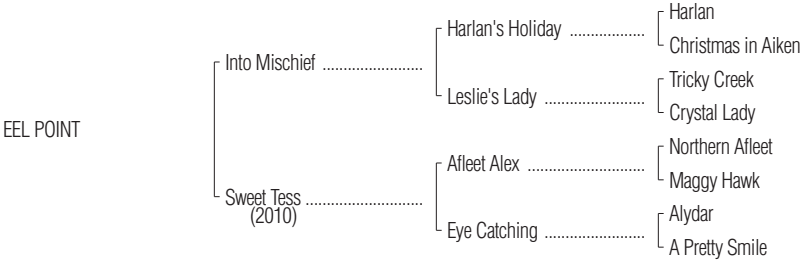 Harlan
Harlan's Holiday ..................
Christmas in Aiken
Into Mischief ........................
Tricky Creek
Leslie's Lady ........................
Crystal Lady
EEL POINT
Northern Afleet
Afleet Alex ............................
Maggy Hawk
Sweet Tess ............................
(2010)
Alydar
Eye Catching ........................
A Pretty Smile